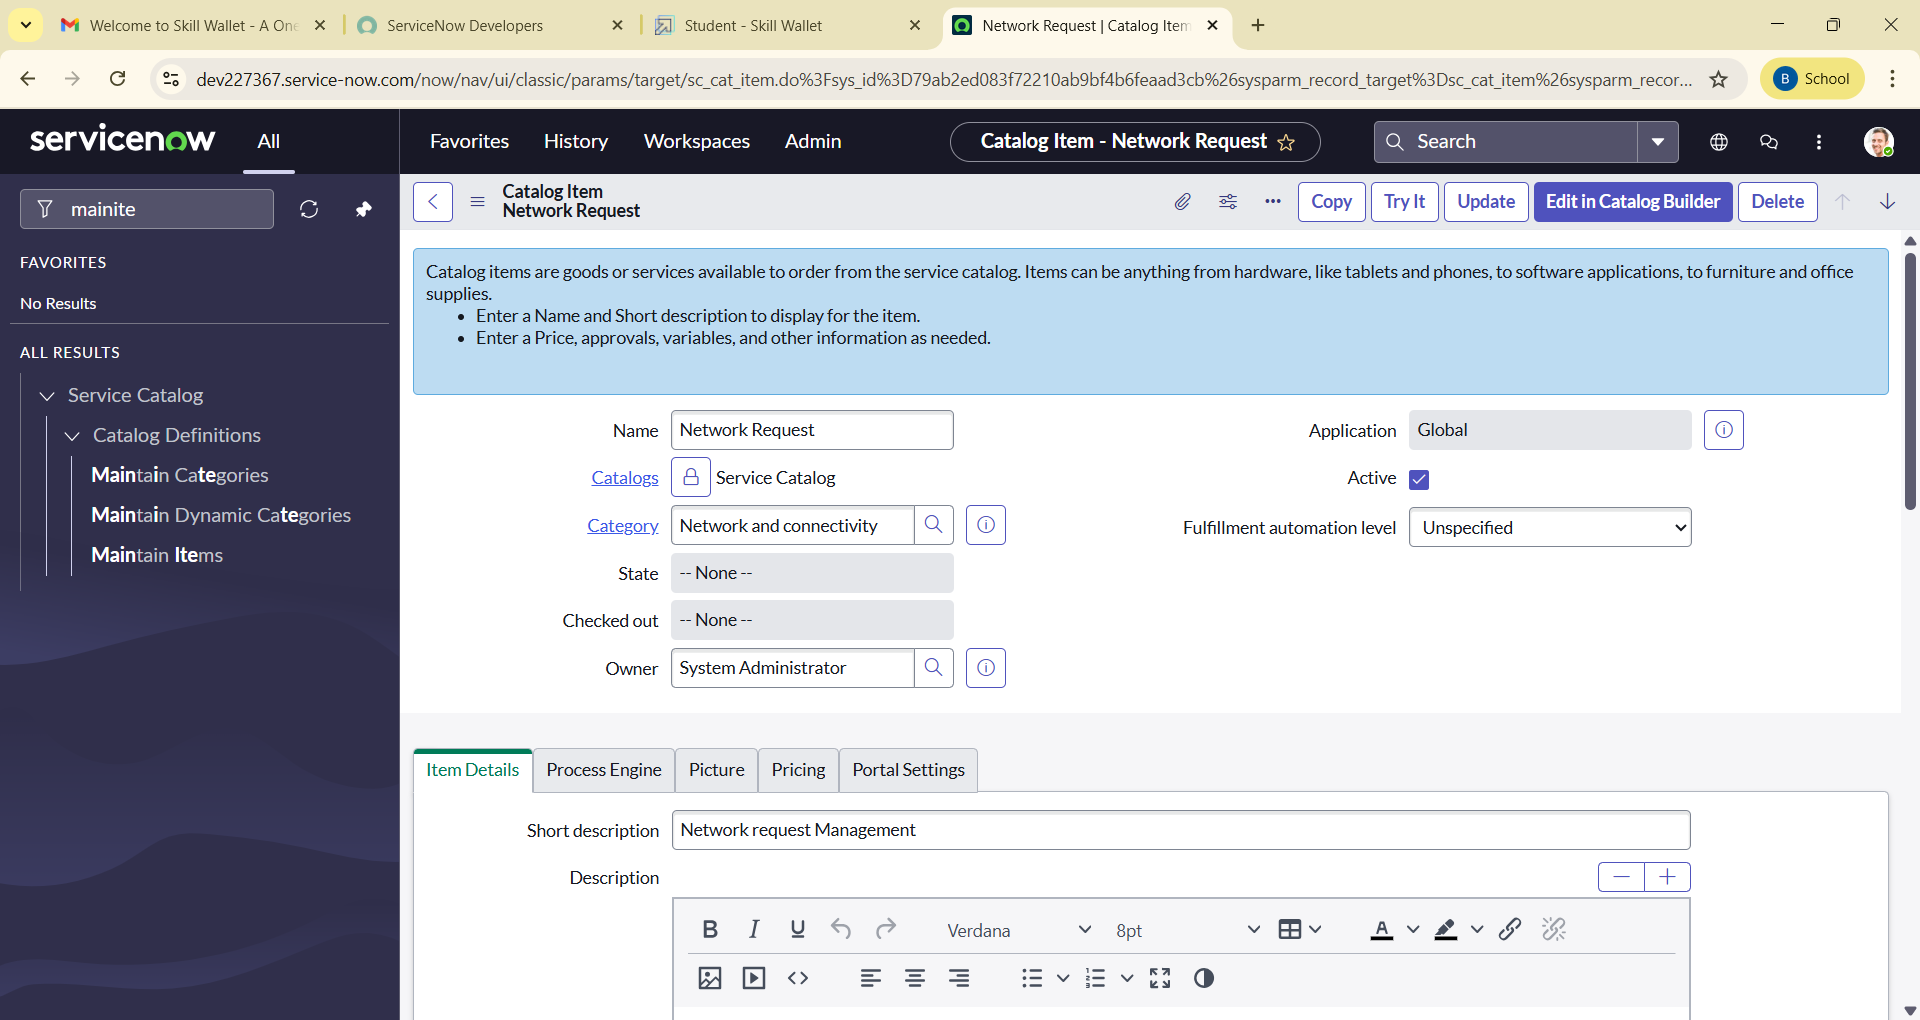 Welcome to Skill Wallet - A One
ServiceNow Developers
Student - Skill Wallet
Network Request | Catalog Item
dev227367.service-now.com/now/nav/ui/classic/params/target/sc_cat_item.do%3Fsys_id%3D79ab2ed083f72210ab9bf4b6feaad3cb%26sysparm_record_target%3Dsc_cat_item%26sysparm_recor...
B School
servicenow
All
Favorites
History
Workspaces
Admin
Catalog Item - Network Request
Search
mainite
Catalog Item
Network Request
Copy
Try It
Update
Edit in Catalog Builder
Delete
FAVORITES
No Results
ALL RESULTS
Service Catalog
Catalog Definitions
Maintain Categories
Maintain Dynamic Categories
Maintain Items
Catalog items are goods or services available to order from the service catalog. Items can be anything from hardware, like tablets and phones, to software applications, to furniture and office
supplies.
• Enter a Name and Short description to display for the item.
• Enter a Price, approvals, variables, and other information as needed.
Name Network Request
Application Global
Catalogs Service Catalog
Active
Category Network and connectivity
Fulfillment automation level Unspecified
State -- None --
Checked out -- None --
Owner System Administrator
Item Details
Process Engine
Picture
Pricing
Portal Settings
Short description Network request Management
Description
B I U Verdana 8pt A